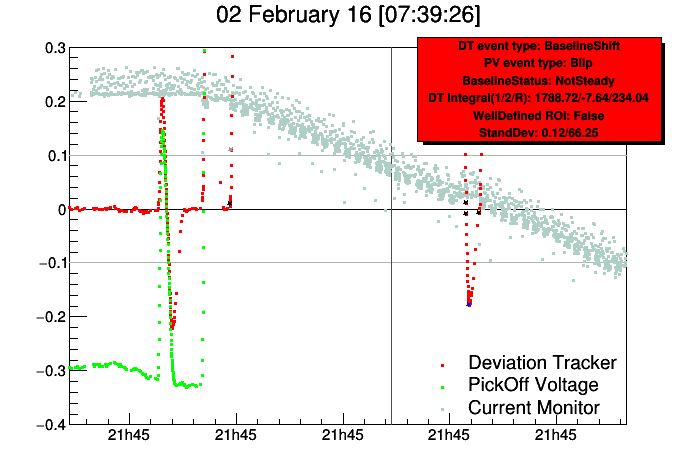 02 February 16 [07:39:26]
DT event type: BaselineShift
PV event type: Blip
BaselineStatus: NotSteady
DT Integral(1/2/R): 1788.72/-7.64/234.04
WellDefined ROI: False
StandDev: 0.12/66.25
0.3
0.2
0.1
0
−0.1
−0.2
−0.3
−0.4
Deviation Tracker
PickOff Voltage
Current Monitor
21h45 21h45 21h45 21h45 21h45